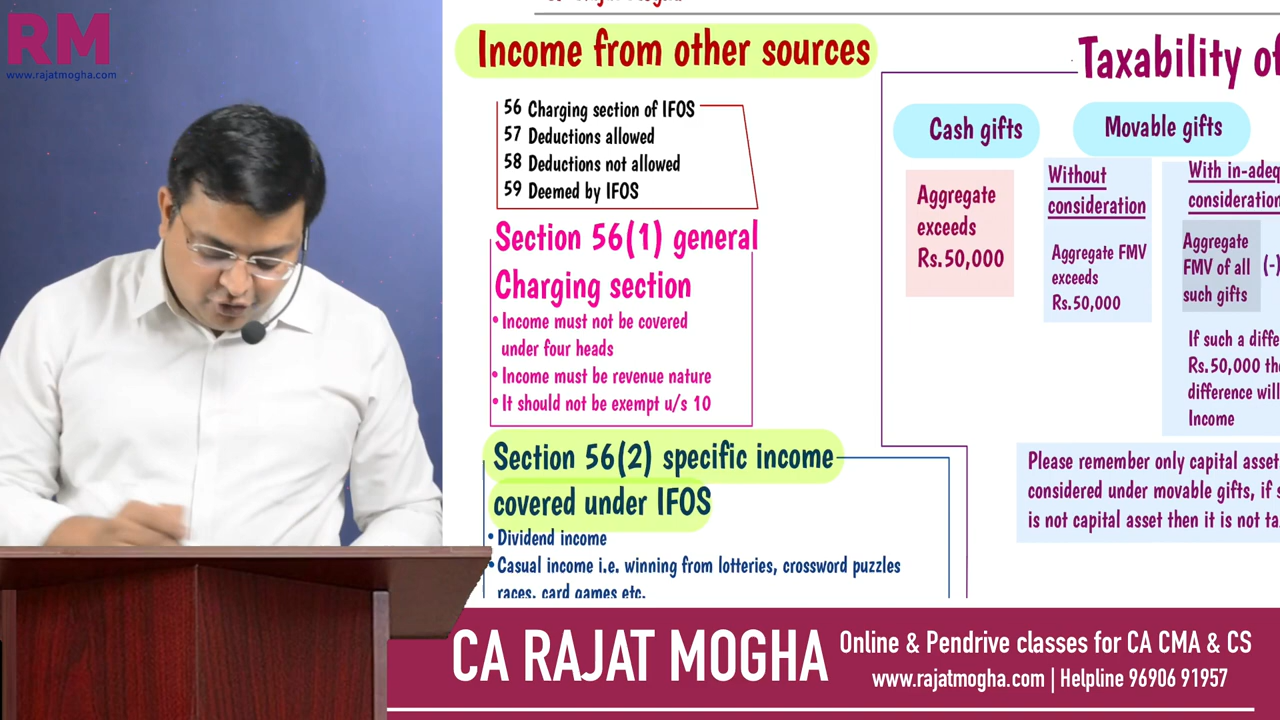 RM
www.rajatmogha.com
Income from other sources
56 Charging section of IFOS
57 Deductions allowed
58 Deductions not allowed
59 Deemed by IFOS
Section 56(1) general
Charging section
• Income must not be covered
under four heads
• Income must be revenue nature
• It should not be exempt u/s 10
Section 56(2) specific income
covered under IFOS
• Dividend income
• Casual income i.e. winning from lotteries, crossword puzzles
races, card games etc.
Taxability of
Cash gifts
Aggregate
exceeds
Rs.50,000
Movable gifts
Without
consideration
Aggregate FMV
exceeds
Rs.50,000
With in-adeq
consideration
Aggregate
FMV of all
such gifts
(-)
If such a diffe
Rs.50,000 the
difference will
Income
Please remember only capital asset
considered under movable gifts, if s
is not capital asset then it is not ta
CA RAJAT MOGHA
Online & Pendrive classes for CA CMA & CS
www.rajatmogha.com | Helpline 96906 91957